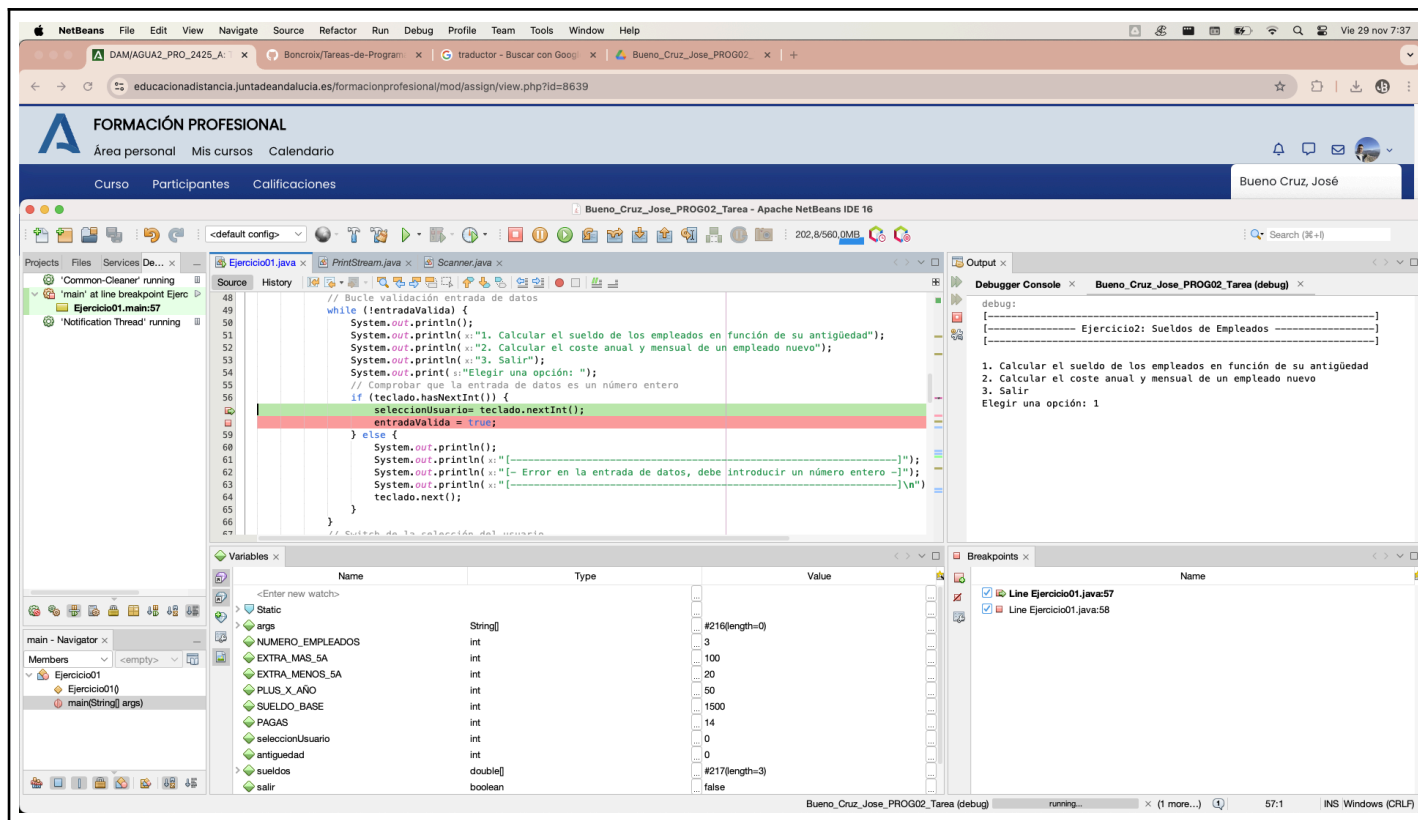 NetBeans File Edit View Navigate Source Refactor Run Debug Profile Team Tools Window Help Vie 29 nov 7:37
DAM/AGUA2_PRO_2425_A: Boncroix/Tareas-de-Program traductor - Buscar con Goog Bueno_Cruz_Jose_PROG02_
educacionadistancia.juntadeandalucia.es/formacionprofesional/mod/assign/view.php?id=8639
FORMACIÓN PROFESIONAL
Área personal Mis cursos Calendario
Curso Participantes Calificaciones Bueno Cruz, José
Bueno_Cruz_Jose_PROG02_Tarea - Apache NetBeans IDE 16
<default config> 202,8/560,0MB Search (⌘+I)
Projects Files Services De... Ejercicio01.java PrintStream.java Scanner.java Output
'Common-Cleaner' running
'main' at line breakpoint Ejerc
Ejercicio01.main:57
'Notification Thread' running
Source History
48 // Bucle validación entrada de datos
49 while (!entradaValida) {
50 System.out.println();
51 System.out.println( x: "1. Calcular el sueldo de los empleados en función de su antigüedad");
52 System.out.println( x: "2. Calcular el coste anual y mensual de un empleado nuevo");
53 System.out.println( x: "3. Salir");
54 System.out.print( s: "Elegir una opción: ");
55 // Comprobar que la entrada de datos es un número entero
56 if (teclado.hasNextInt()) {
seleccionUsuario= teclado.nextInt();
entradaValida = true;
59 } else {
60 System.out.println();
61 System.out.println( x: "[-----------------------------------------------------------------]");
62 System.out.println( x: "[- Error en la entrada de datos, debe introducir un número entero -]");
63 System.out.println( x: "[-----------------------------------------------------------------]\n")
64 teclado.next();
65 }
66 }
67 // Switch de la selección del usuario
Debugger Console Bueno_Cruz_Jose_PROG02_Tarea (debug)
debug:
[-----------------------------------------------------------------]
[--------------- Ejercicio2: Sueldos de Empleados -----------------]
[-----------------------------------------------------------------]
1. Calcular el sueldo de los empleados en función de su antigüedad
2. Calcular el coste anual y mensual de un empleado nuevo
3. Salir
Elegir una opción: 1
main - Navigator
Members <empty>
Ejercicio01
Ejercicio01()
main(String[] args)
Variables
Name Type Value
<Enter new watch>
Static
args String[] #216(length=0)
NUMERO_EMPLEADOS int 3
EXTRA_MAS_5A int 100
EXTRA_MENOS_5A int 20
PLUS_X_AÑO int 50
SUELDO_BASE int 1500
PAGAS int 14
seleccionUsuario int 0
antiguedad int 0
sueldos double[] #217(length=3)
salir boolean false
Breakpoints
Name
Line Ejercicio01.java:57
Line Ejercicio01.java:58
Bueno_Cruz_Jose_PROG02_Tarea (debug) running... (1 more...) 57:1 INS Windows (CRLF)